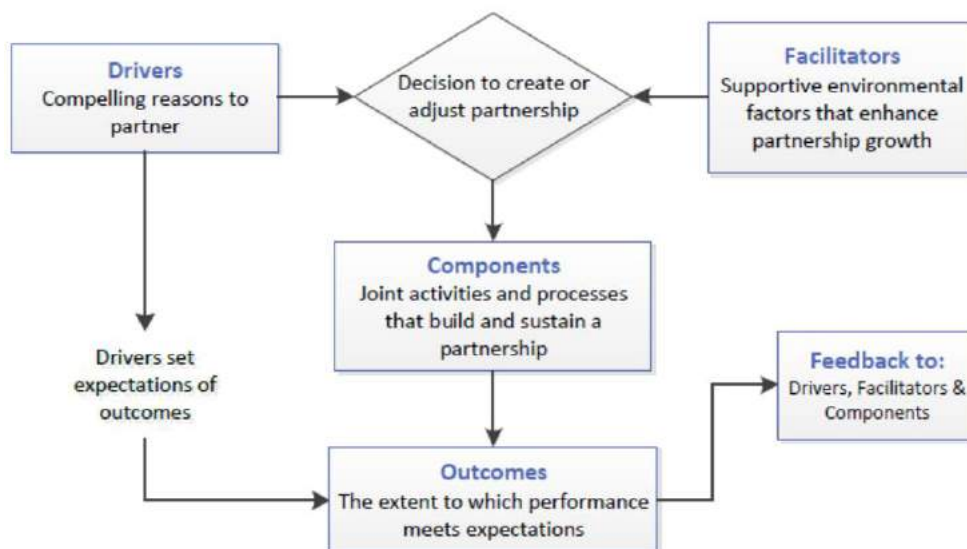 Drivers
Compelling reasons to
partner
Decision to create or
adjust partnership
Facilitators
Supportive environmental
factors that enhance
partnership growth
Components
Joint activities and processes
that build and sustain a
partnership
Drivers set
expectations of
outcomes
Feedback to:
Drivers, Facilitators &
Components
Outcomes
The extent to which performance
meets expectations